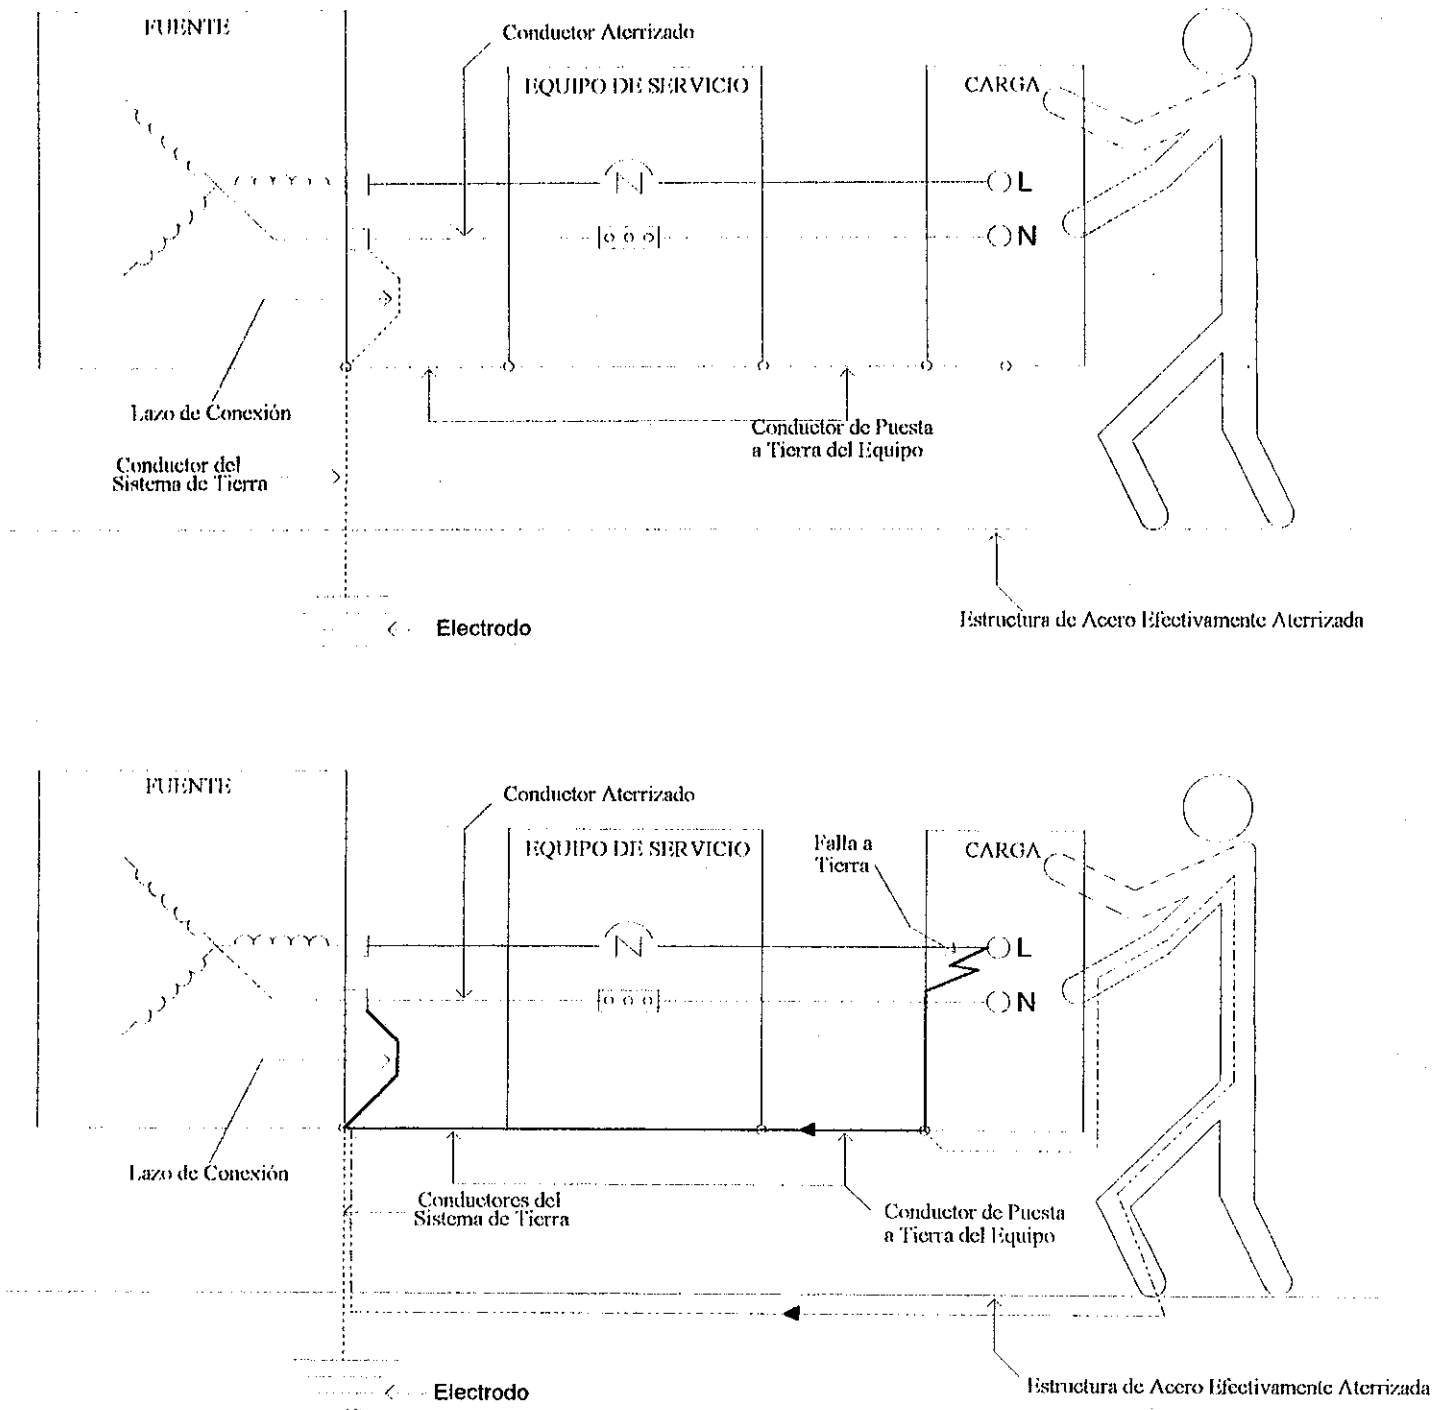 FUENTE
Conductor Aterrizado
EQUIPO DE SERVICIO
CARGA
L
N
Lazo de Conexión
Conductor de Puesta
a Tierra del Equipo
Conductor del
Sistema de Tierra
Electrodo
Estructura de Acero Efectivamente Aterrizada
FUENTE
Conductor Aterrizado
EQUIPO DE SERVICIO
Falla a
Tierra
CARGA
L
N
Lazo de Conexión
Conductores del
Sistema de Tierra
Conductor de Puesta
a Tierra del Equipo
Electrodo
Estructura de Acero Efectivamente Aterrizada